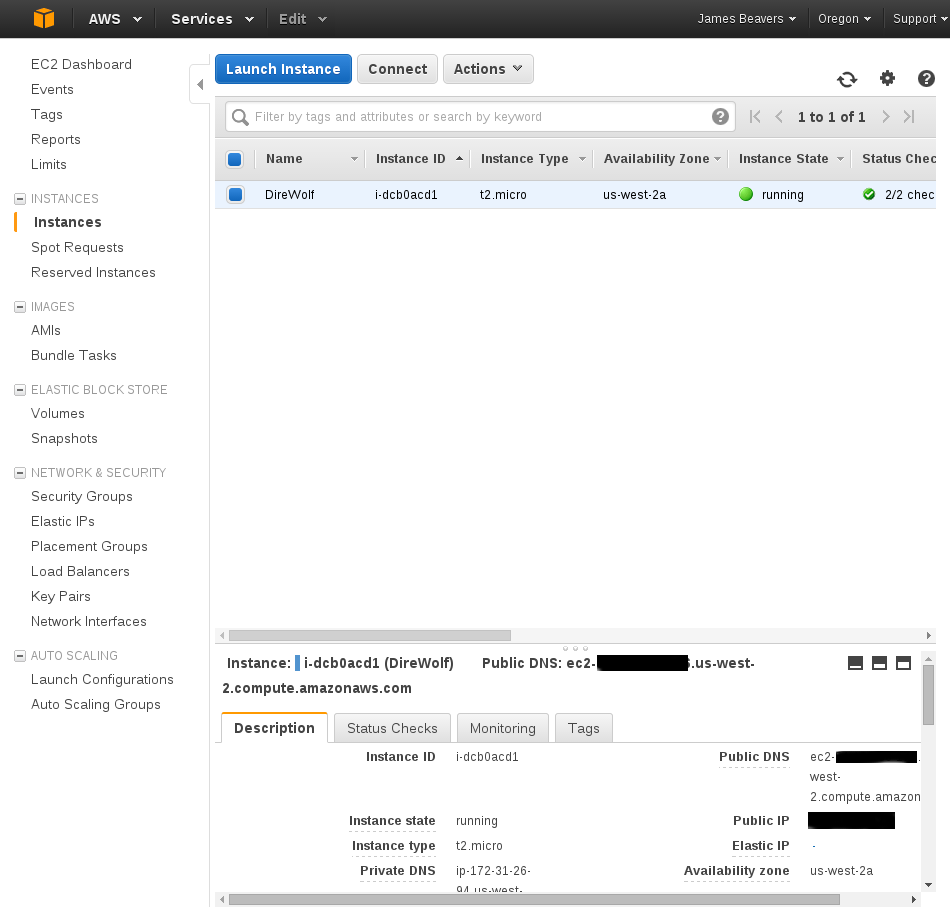 AWS Services Edit James Beavers Oregon Support
EC2 Dashboard
Events
Tags
Reports
Limits
INSTANCES
Instances
Spot Requests
Reserved Instances
IMAGES
AMIs
Bundle Tasks
ELASTIC BLOCK STORE
Volumes
Snapshots
NETWORK & SECURITY
Security Groups
Elastic IPs
Placement Groups
Load Balancers
Key Pairs
Network Interfaces
AUTO SCALING
Launch Configurations
Auto Scaling Groups
Launch Instance Connect Actions
Filter by tags and attributes or search by keyword 1 to 1 of 1
Name Instance ID Instance Type Availability Zone Instance State Status Chec
DireWolf i-dcb0acd1 t2.micro us-west-2a running 2/2 chec
Instance: i-dcb0acd1 (DireWolf) Public DNS: ec2- .us-west-
2.compute.amazonaws.com
Description Status Checks Monitoring Tags
Instance ID i-dcb0acd1 Public DNS ec2- .
west-
2.compute.amazon
Instance state running Public IP
Instance type t2.micro Elastic IP -
Private DNS ip-172-31-26- Availability zone us-west-2a
94.us-west-